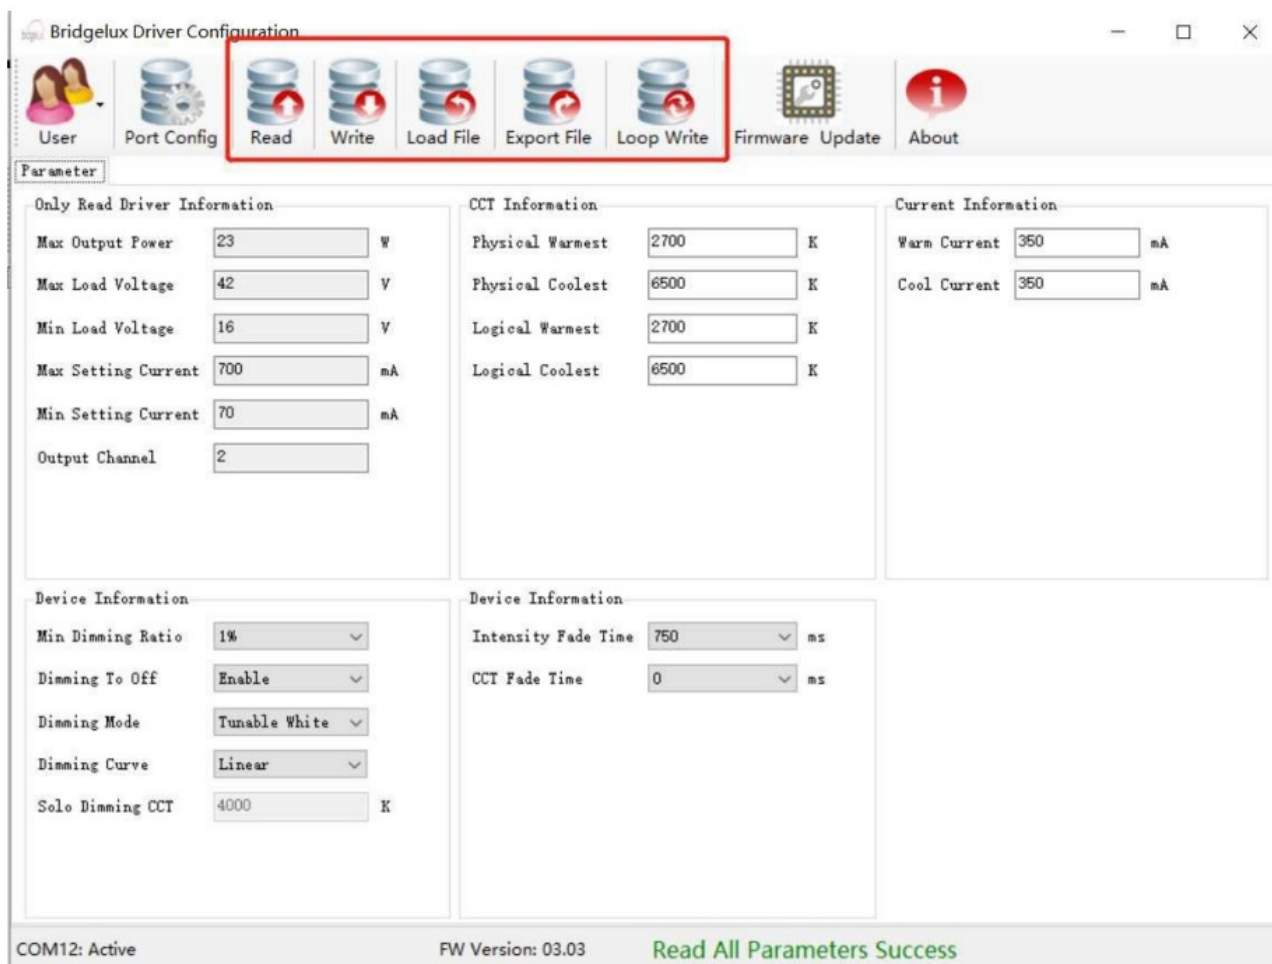 Bridgelux Driver Configuration
User
Port Config
Read
Write
Load File
Export File
Loop Write
Firmware Update
About
Parameter
Only Read Driver Information
Max Output Power 23 W
Max Load Voltage 42 V
Min Load Voltage 16 V
Max Setting Current 700 mA
Min Setting Current 70 mA
Output Channel 2
CCT Information
Physical Warmest 2700 K
Physical Coolest 6500 K
Logical Warmest 2700 K
Logical Coolest 6500 K
Current Information
Warm Current 350 mA
Cool Current 350 mA
Device Information
Min Dimming Ratio 1%
Dimming To Off Enable
Dimming Mode Tunable White
Dimming Curve Linear
Solo Dimming CCT 4000 K
Device Information
Intensity Fade Time 750 ms
CCT Fade Time 0 ms
COM12: Active
FW Version: 03.03
Read All Parameters Success